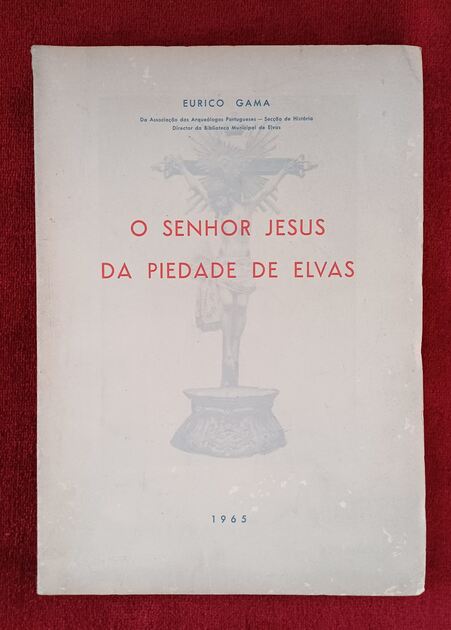 EURICO GAMA
Da Associação dos Arqueólogos Portugueses — Secção de História
Director da Biblioteca Municipal de Elvas
O SENHOR JESUS
DA PIEDADE DE ELVAS
1965